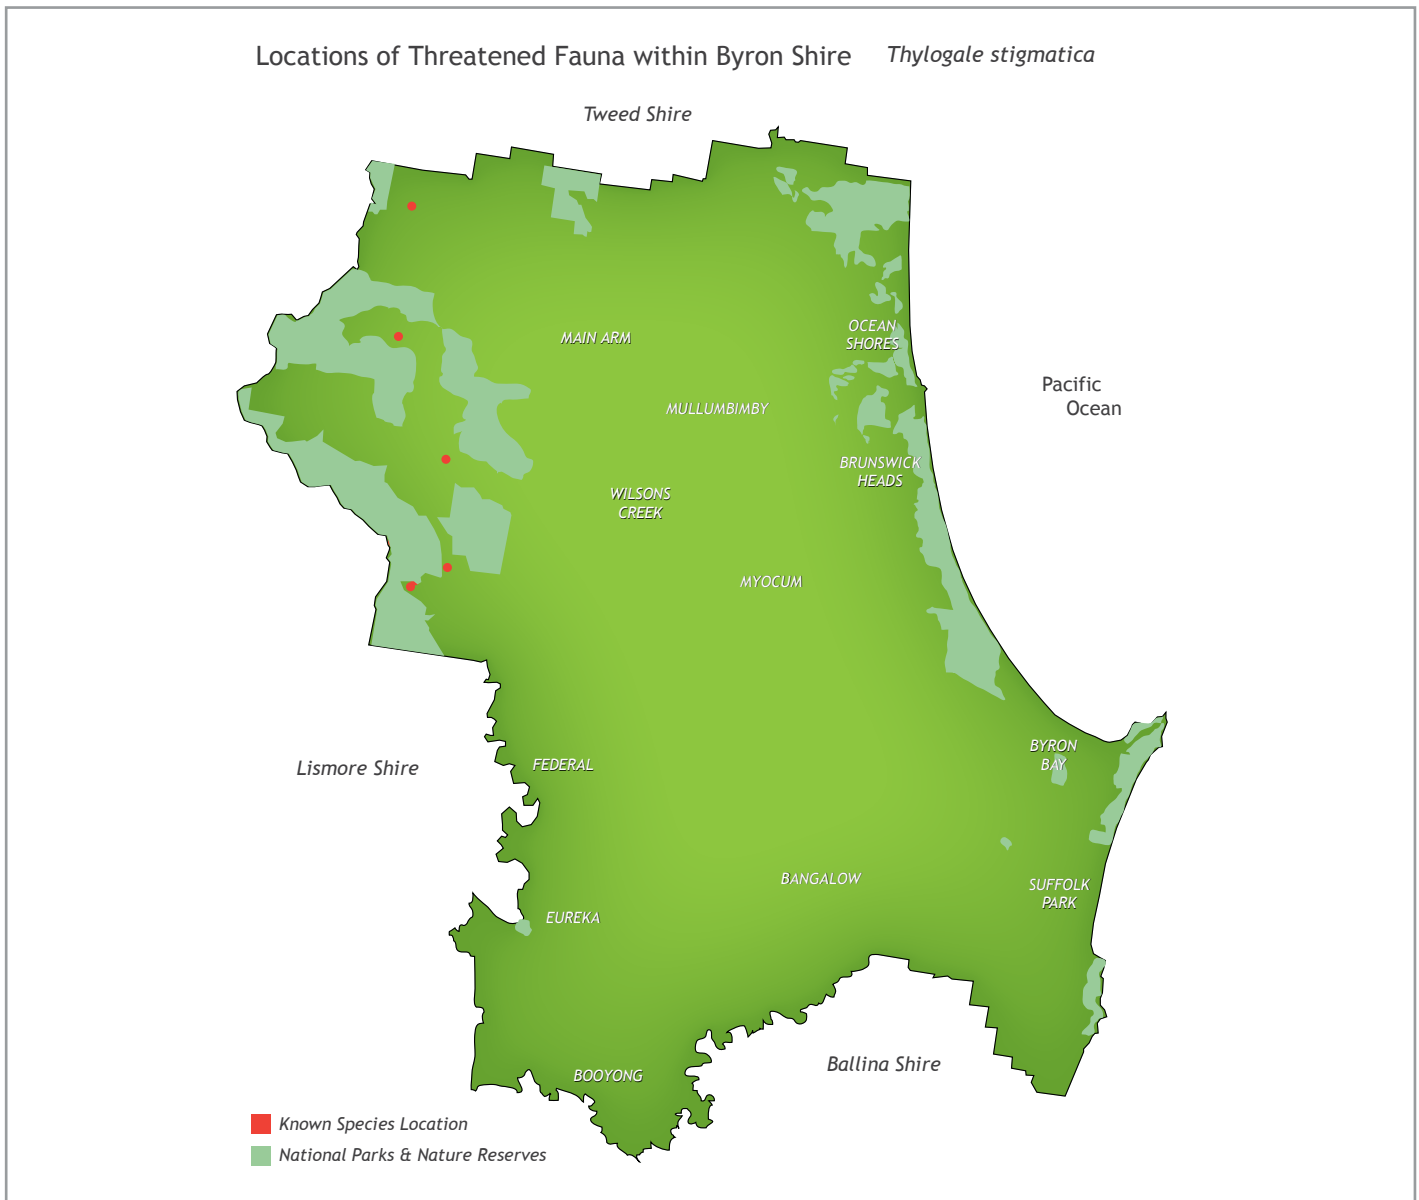 Locations of Threatened Fauna within Byron Shire Thylogale stigmatica
Tweed Shire
OCEAN
SHORES
MAIN ARM
Pacific
Ocean
MULLUMBIMBY
BRUNSWICK
HEADS
WILSONS
CREEK
MYOCUM
BYRON
BAY
Lismore Shire
FEDERAL
BANGALOW
SUFFOLK
PARK
EUREKA
Ballina Shire
BOOYONG
Known Species Location
National Parks & Nature Reserves